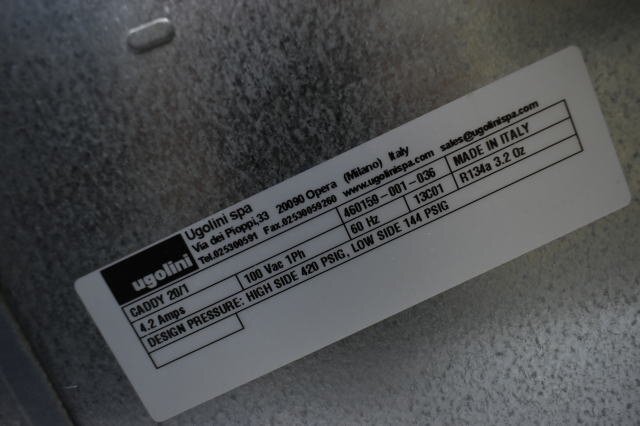 ugolini
Ugolini spa
Via dei Pioppi,33 20090 Opera (Milano) Italy
Tel.025300591 Fax.02530059260 www.ugolinispa.com sales@ugolinispa.com
CADDY 20/1 460159-001-036 MADE IN ITALY
4.2 Amps 100 Vac 1Ph 60 Hz 13C01 R134a 3.2 Oz
DESIGN PRESSURE: HIGH SIDE 420 PSIG, LOW SIDE 144 PSIG